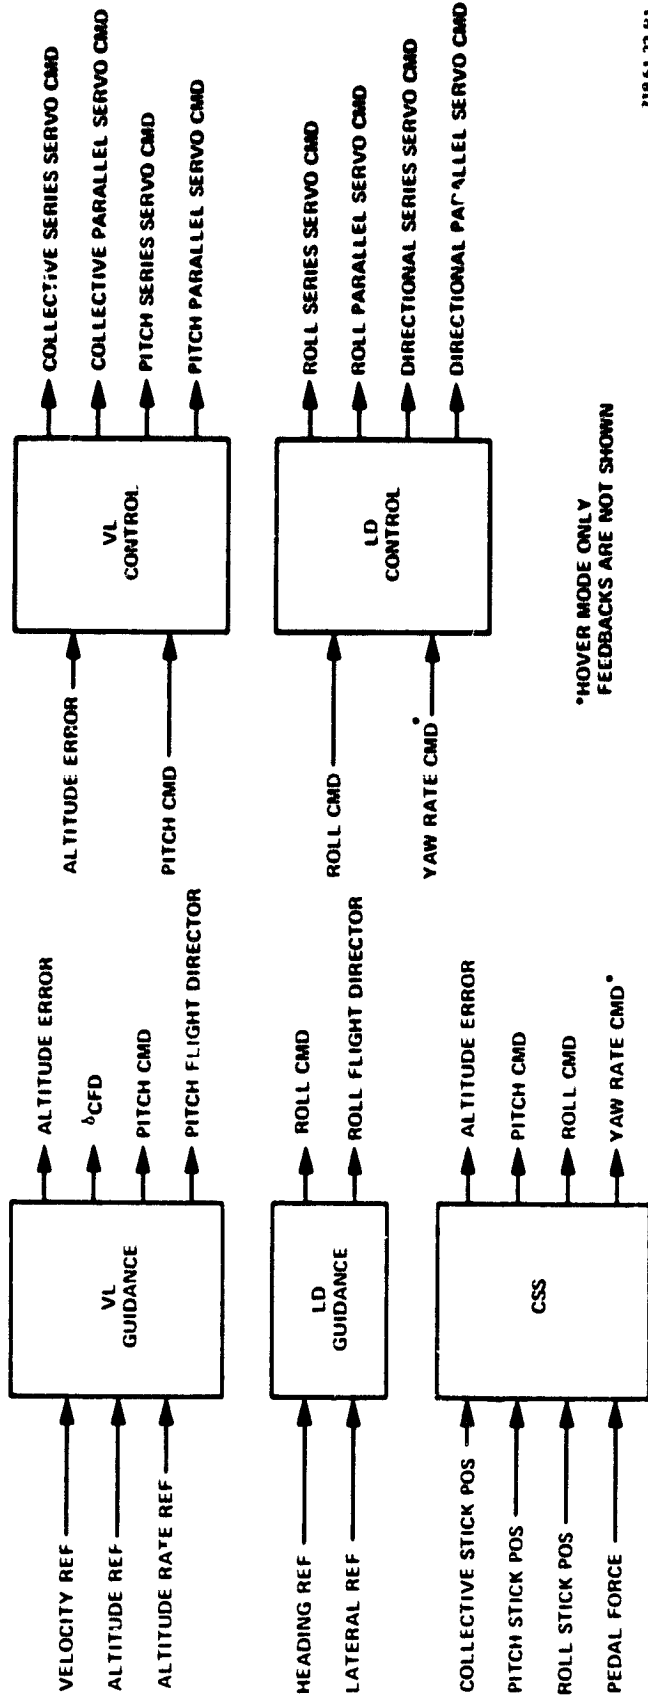 VELOCITY REF
ALTITUDE REF
ALTITUDE RATE REF
VL
GUIDANCE
ALTITUDE ERROR
δCFD
PITCH CMD
PITCH FLIGHT DIRECTOR
HEADING REF
LATERAL REF
LD
GUIDANCE
ROLL CMD
ROLL FLIGHT DIRECTOR
COLLECTIVE STICK POS
PITCH STICK POS
ROLL STICK POS
PEDAL FORCE
CSS
ALTITUDE ERROR
PITCH CMD
ROLL CMD
YAW RATE CMD*
ALTITUDE ERROR
PITCH CMD
VL
CONTROL
COLLECTIVE SERIES SERVO CMD
COLLECTIVE PARALLEL SERVO CMD
PITCH SERIES SERVO CMD
PITCH PARALLEL SERVO CMD
ROLL CMD
YAW RATE CMD*
LD
CONTROL
ROLL SERIES SERVO CMD
ROLL PARALLEL SERVO CMD
DIRECTIONAL SERIES SERVO CMD
DIRECTIONAL PARALLEL SERVO CMD
*HOVER MODE ONLY
FEEDBACKS ARE NOT SHOWN